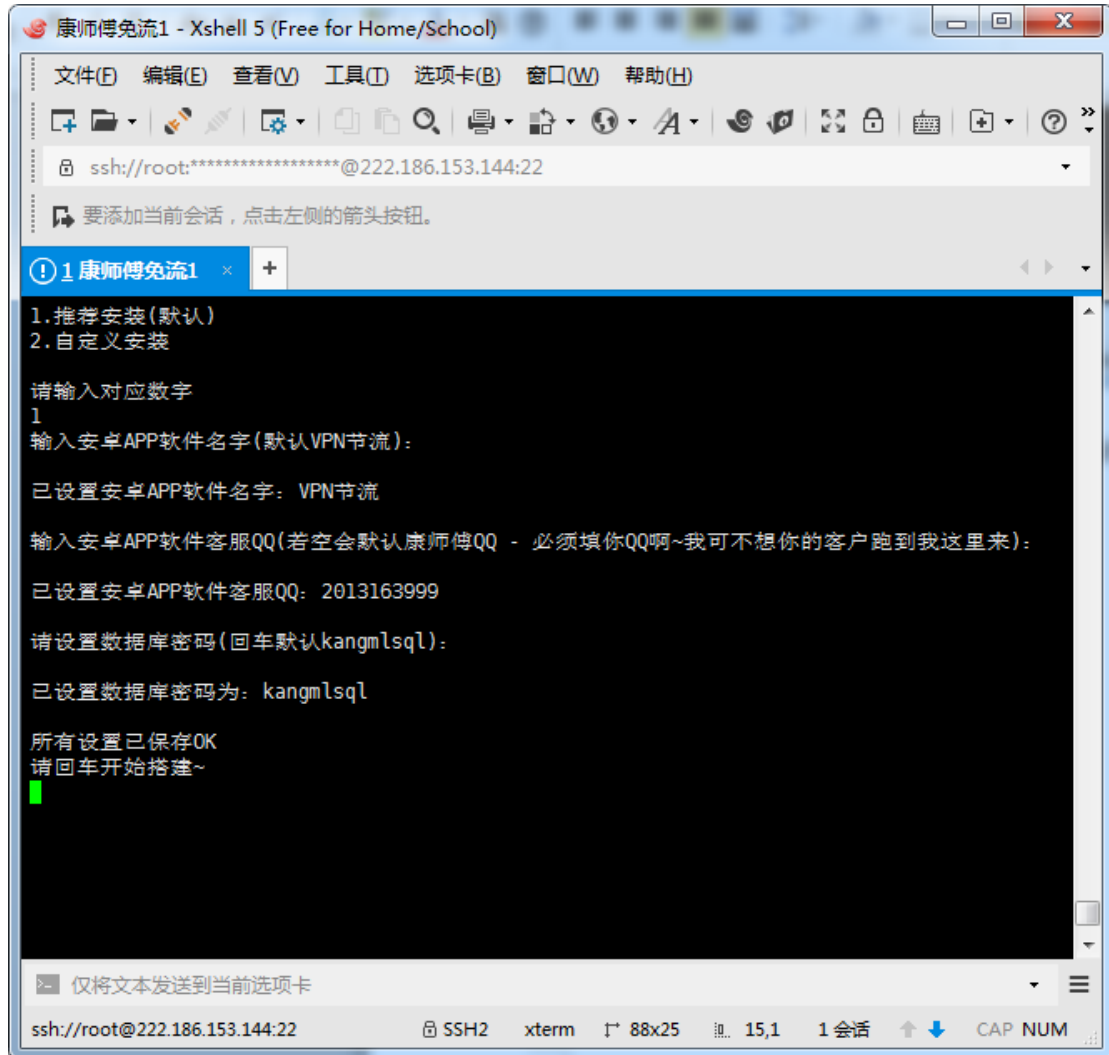 康师傅免流1 - Xshell 5 (Free for Home/School)
文件(F) 编辑(E) 查看(V) 工具(T) 选项卡(B) 窗口(W) 帮助(H)
ssh://root:******************@222.186.153.144:22
要添加当前会话，点击左侧的箭头按钮。
1 康师傅免流1
1.推荐安装(默认)
2.自定义安装
请输入对应数字
1
输入安卓APP软件名字(默认VPN节流)：
已设置安卓APP软件名字：VPN节流
输入安卓APP软件客服QQ(若空会默认康师傅QQ - 必须填你QQ啊~我可不想你的客户跑到我这里来)：
已设置安卓APP软件客服QQ：2013163999
请设置数据库密码(回车默认kangmlsql)：
已设置数据库密码为：kangmlsql
所有设置已保存OK
请回车开始搭建~
仅将文本发送到当前选项卡
ssh://root@222.186.153.144:22 SSH2 xterm 88x25 15,1 1 会话 CAP NUM